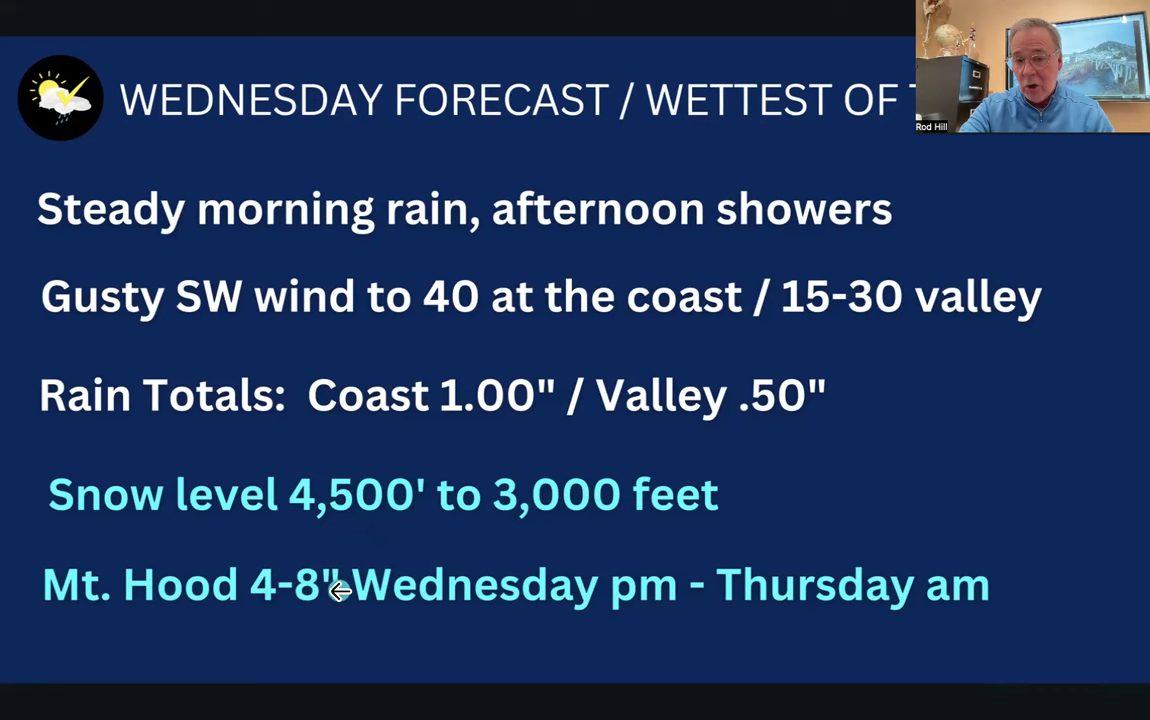 WEDNESDAY FORECAST / WETTEST OF
Rod Hill
Steady morning rain, afternoon showers
Gusty SW wind to 40 at the coast / 15-30 valley
Rain Totals: Coast 1.00" / Valley .50"
Snow level 4,500' to 3,000 feet
Mt. Hood 4-8" Wednesday pm - Thursday am